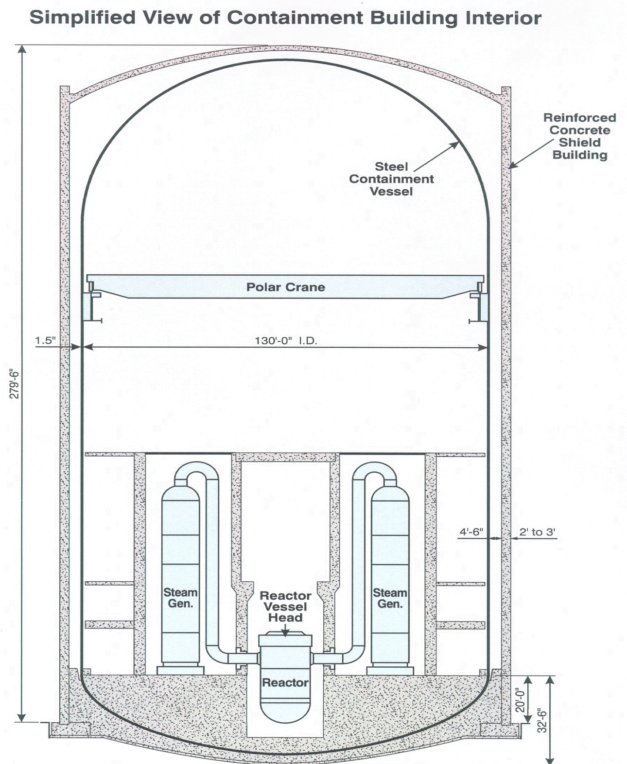 Simplified View of Containment Building Interior
Reinforced
Concrete
Shield
Building
Steel
Containment
Vessel
Polar Crane
1.5"
130'-0" I.D.
279'-6"
4'-6"
2' to 3'
Steam
Gen.
Reactor
Vessel
Head
Steam
Gen.
Reactor
20'-0"
32'-6"